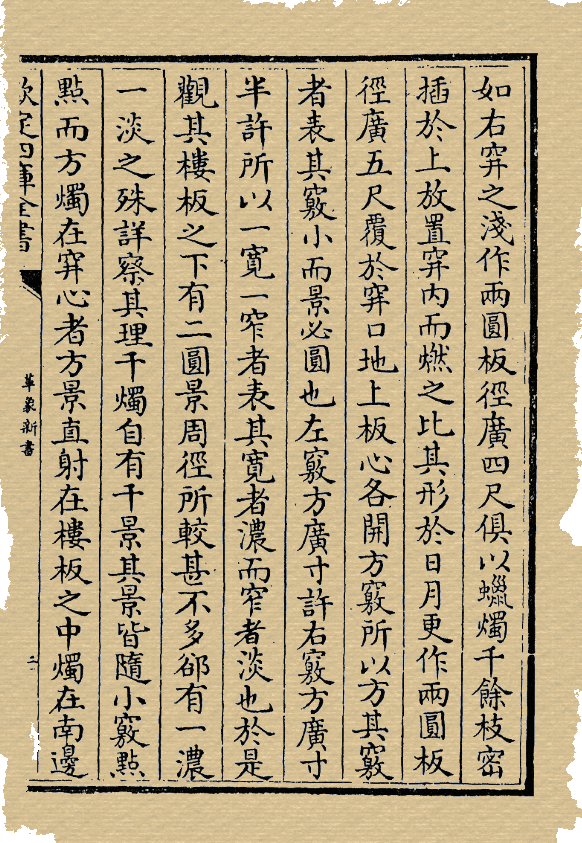 如右穽之淺作兩圓板徑廣四尺俱以蠟燭千餘枝密
插於上放置穽内而燃之比其形於日月更作兩圓板
徑廣五尺覆於穽口地上板心各開方竅所以方其竅
者表其竅小而景必圓也左竅方廣寸許右竅方廣寸
半許所以一寛一窄者表其寛者濃而窄者淡也於是
觀其樓板之下有二圓景周徑所較甚不多郤有一濃
一淡之殊詳察其理千燭自有千景其景皆隨小竅點
點而方燭在穽心者方景直射在樓板之中燭在南邊
欽定四庫全書
革象新書
二